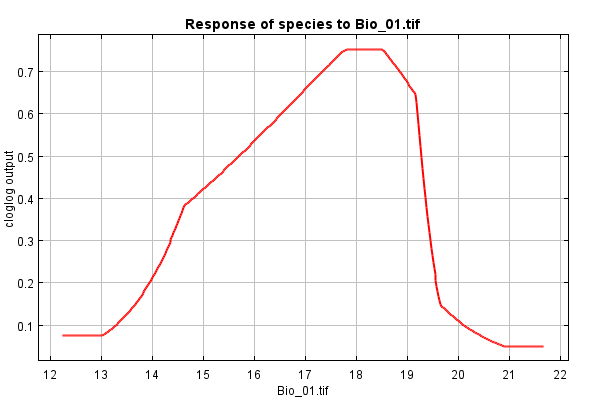 Response of species to Bio_01.tif
cloglog output
0.7
0.6
0.5
0.4
0.3
0.2
0.1
12 13 14 15 16 17 18 19 20 21 22
Bio_01.tif